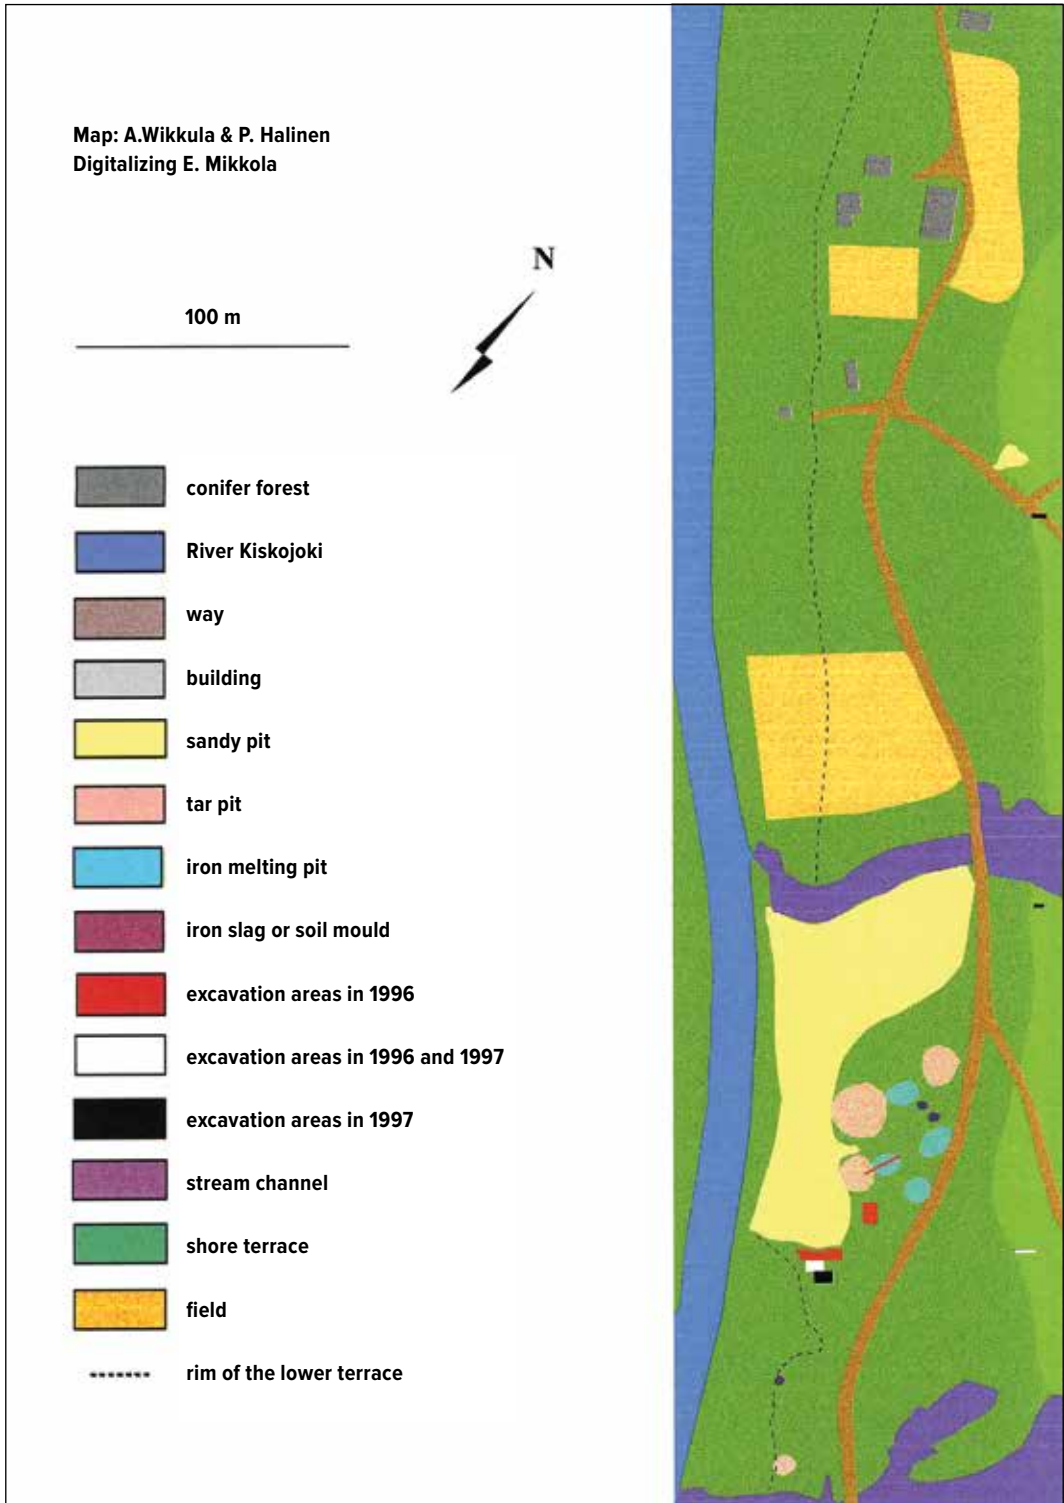 Map: A.Wikkula & P. Halinen
Digitalizing E. Mikkola
N
100 m
conifer forest
River Kiskojoki
way
building
sandy pit
tar pit
iron melting pit
iron slag or soil mould
excavation areas in 1996
excavation areas in 1996 and 1997
excavation areas in 1997
stream channel
shore terrace
field
rim of the lower terrace